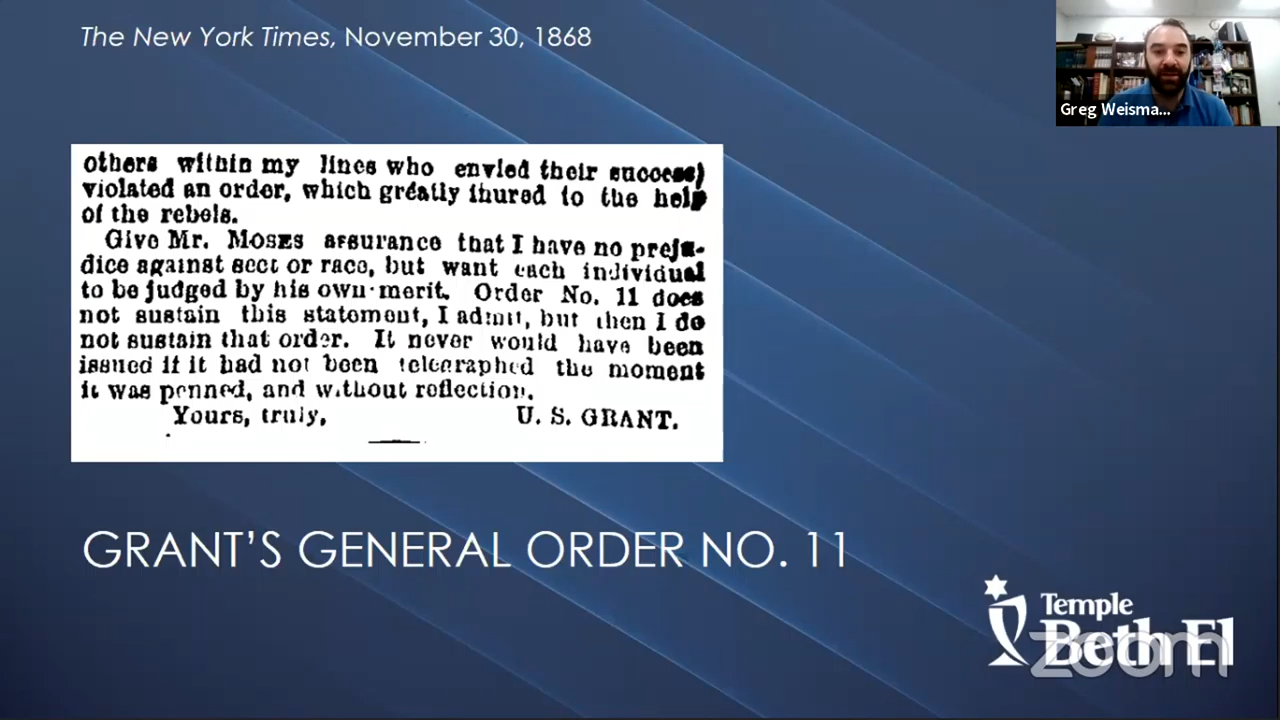 The New York Times, November 30, 1868
Greg Weisma...
others within my lines who envied their success)
violated an order, which greatly inured to the help
of the rebels.
Give Mr. MOSES assurance that I have no preju-
dice against sect or race, but want each individual
to be judged by his own merit. Order No. 11 does
not sustain this statement, I admit, but then I do
not sustain that order. It never would have been
issued if it had not been telegraphed the moment
it was penned, and without reflection.
Yours, truly, U. S. GRANT.
GRANT'S GENERAL ORDER NO. 11
Temple
Beth El
zoom